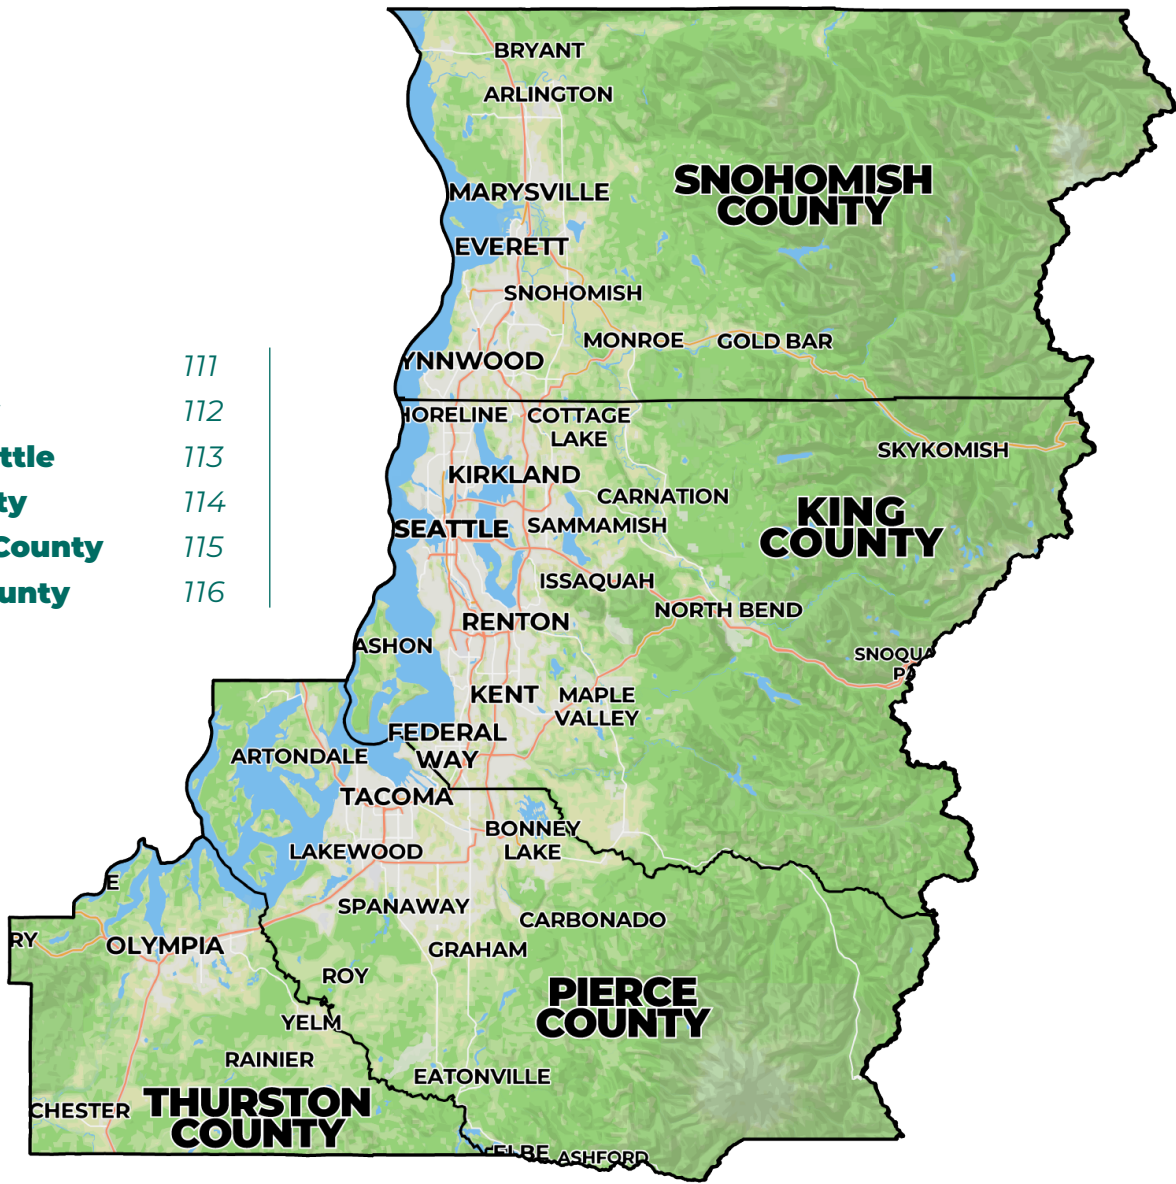 BRYANT
ARLINGTON
SNOHOMISH
COUNTY
MARYSVILLE
EVERETT
SNOHOMISH
MONROE
GOLD BAR
YNNWOOD
111
112
ttle 113
ty 114
County 115
unty 116
HORELINE
COTTAGE
LAKE
SKYKOMISH
KIRKLAND
CARNATION
KING
COUNTY
SEATTLE
SAMMAMISH
ISSAQUAH
NORTH BEND
RENTON
ASHON
SNOQUA
P
KENT
MAPLE
VALLEY
FEDERAL
WAY
ARTONDALE
TACOMA
BONNEY
LAKE
LAKEWOOD
E
SPANAWAY
CARBONADO
RY
OLYMPIA
GRAHAM
ROY
PIERCE
COUNTY
YELM
RAINIER
EATONVILLE
CHESTER
THURSTON
COUNTY
ELBE
ASHFORD